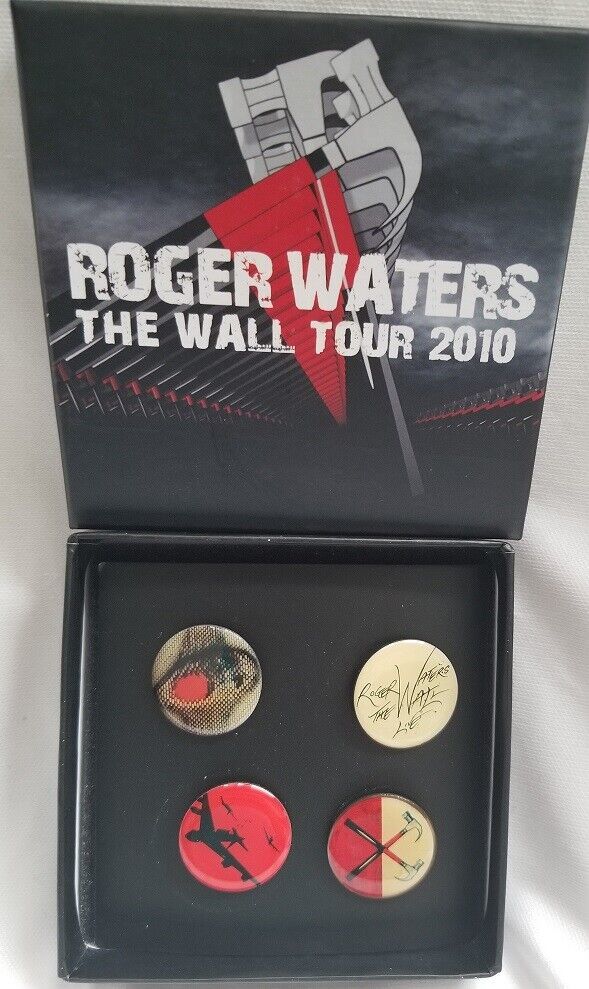 ROGER WATERS
THE WALL TOUR 2010
ROGER WATERS
THE WALL
LIVE